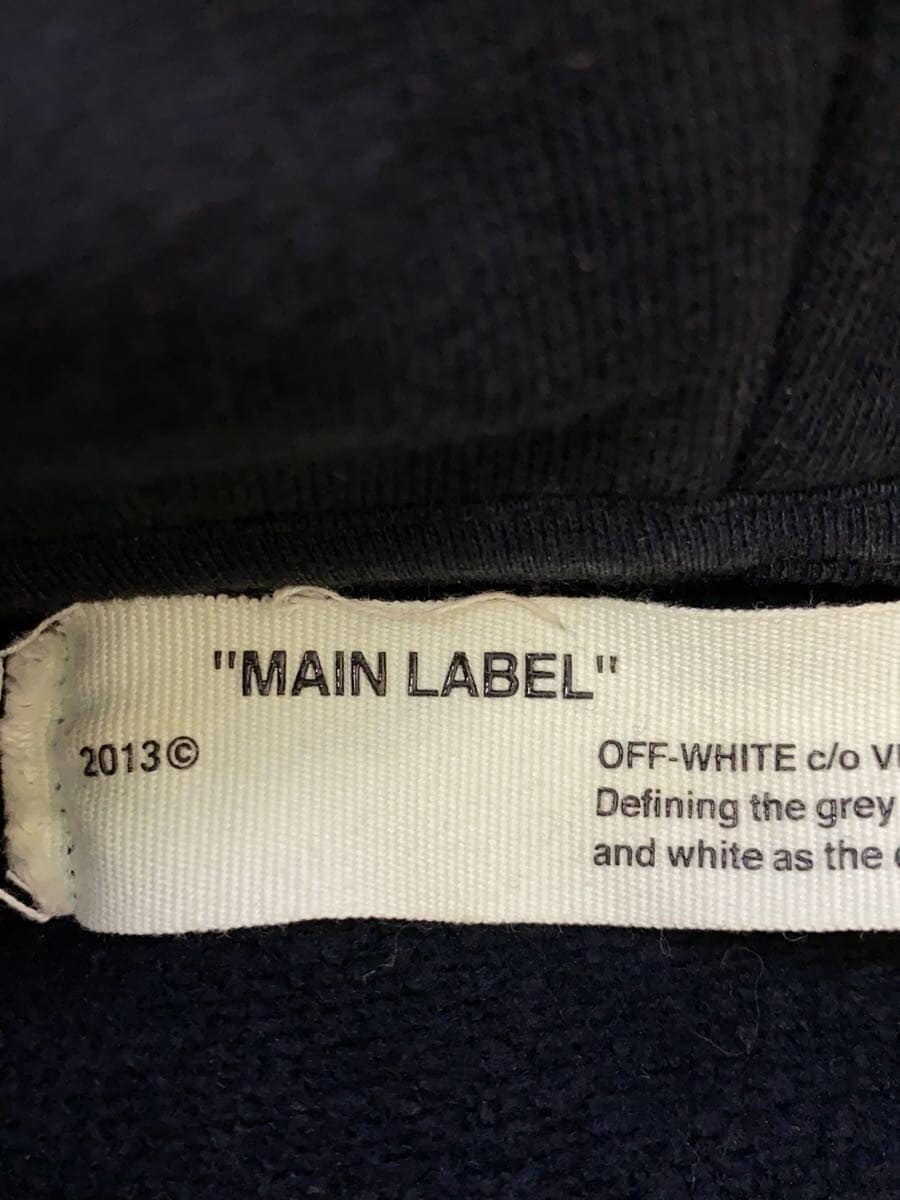 "MAIN LABEL"
2013©
OFF-WHITE c/o
Defining the grey
and white as the